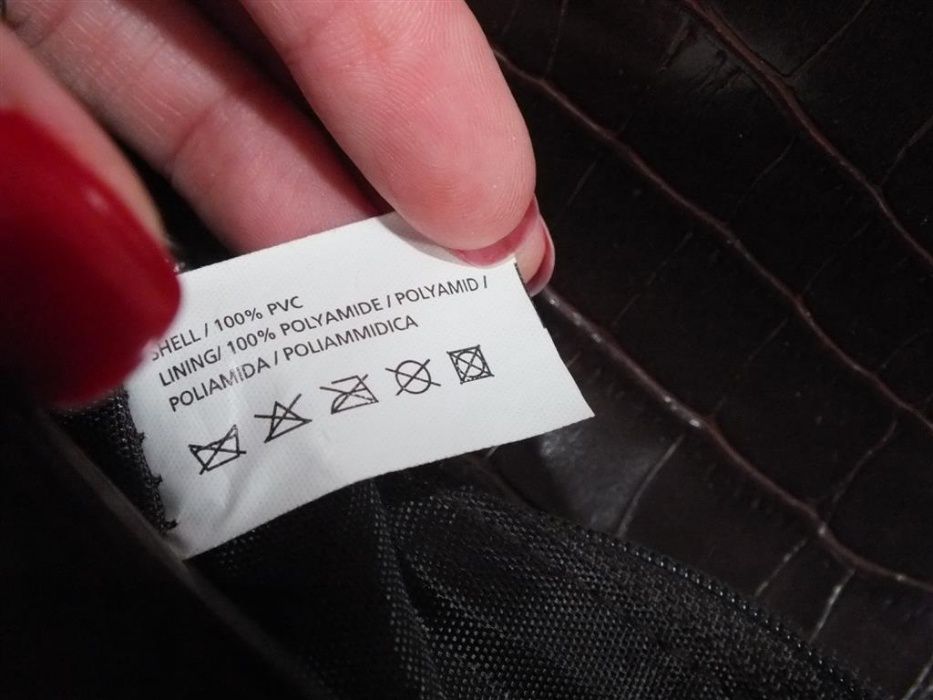 SHELL / 100% PVC
LINING/ 100% POLYAMIDE / POLYAMID /
POLIAMIDA / POLIAMMIDICA